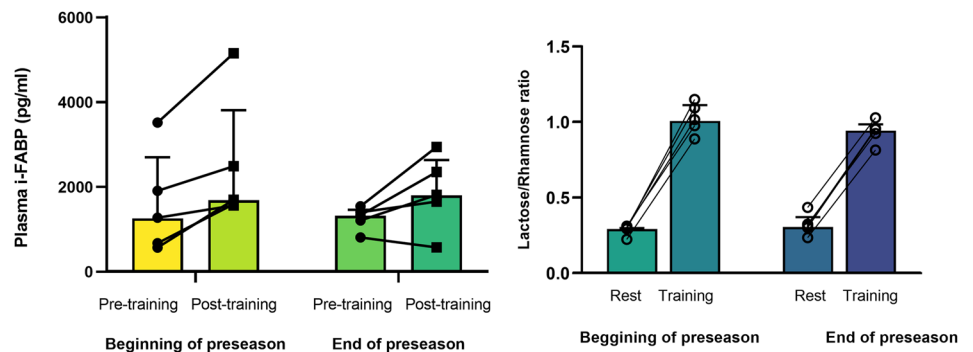 Plasma i-FABP (pg/ml)
6000
4000
2000
0
Pre-training Post-training Pre-training Post-training
Beginning of preseason End of preseason
Lactose/Rhamnose ratio
1.5
1.0
0.5
0.0
Rest Training Rest Training
Beggining of preseason End of preseason